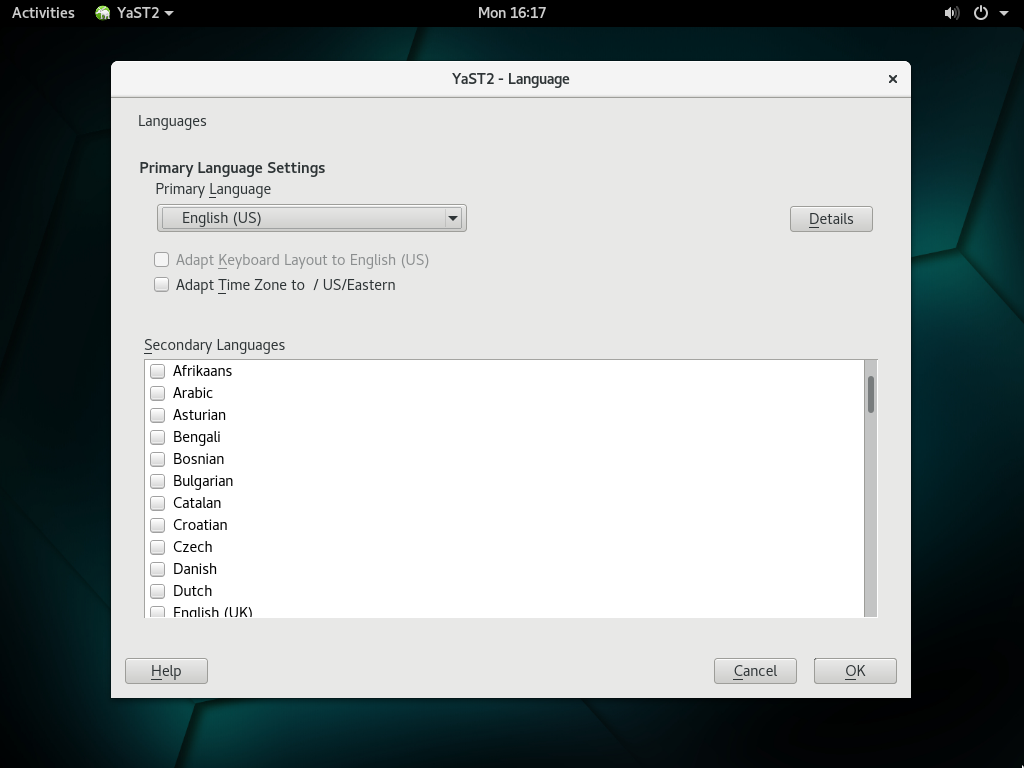 Activities YaST2 Mon 16:17
YaST2 - Language
Languages
Primary Language Settings
Primary Language
English (US)
Details
Adapt Keyboard Layout to English (US)
Adapt Time Zone to / US/Eastern
Secondary Languages
Afrikaans
Arabic
Asturian
Bengali
Bosnian
Bulgarian
Catalan
Croatian
Czech
Danish
Dutch
English (UK)
Help Cancel OK